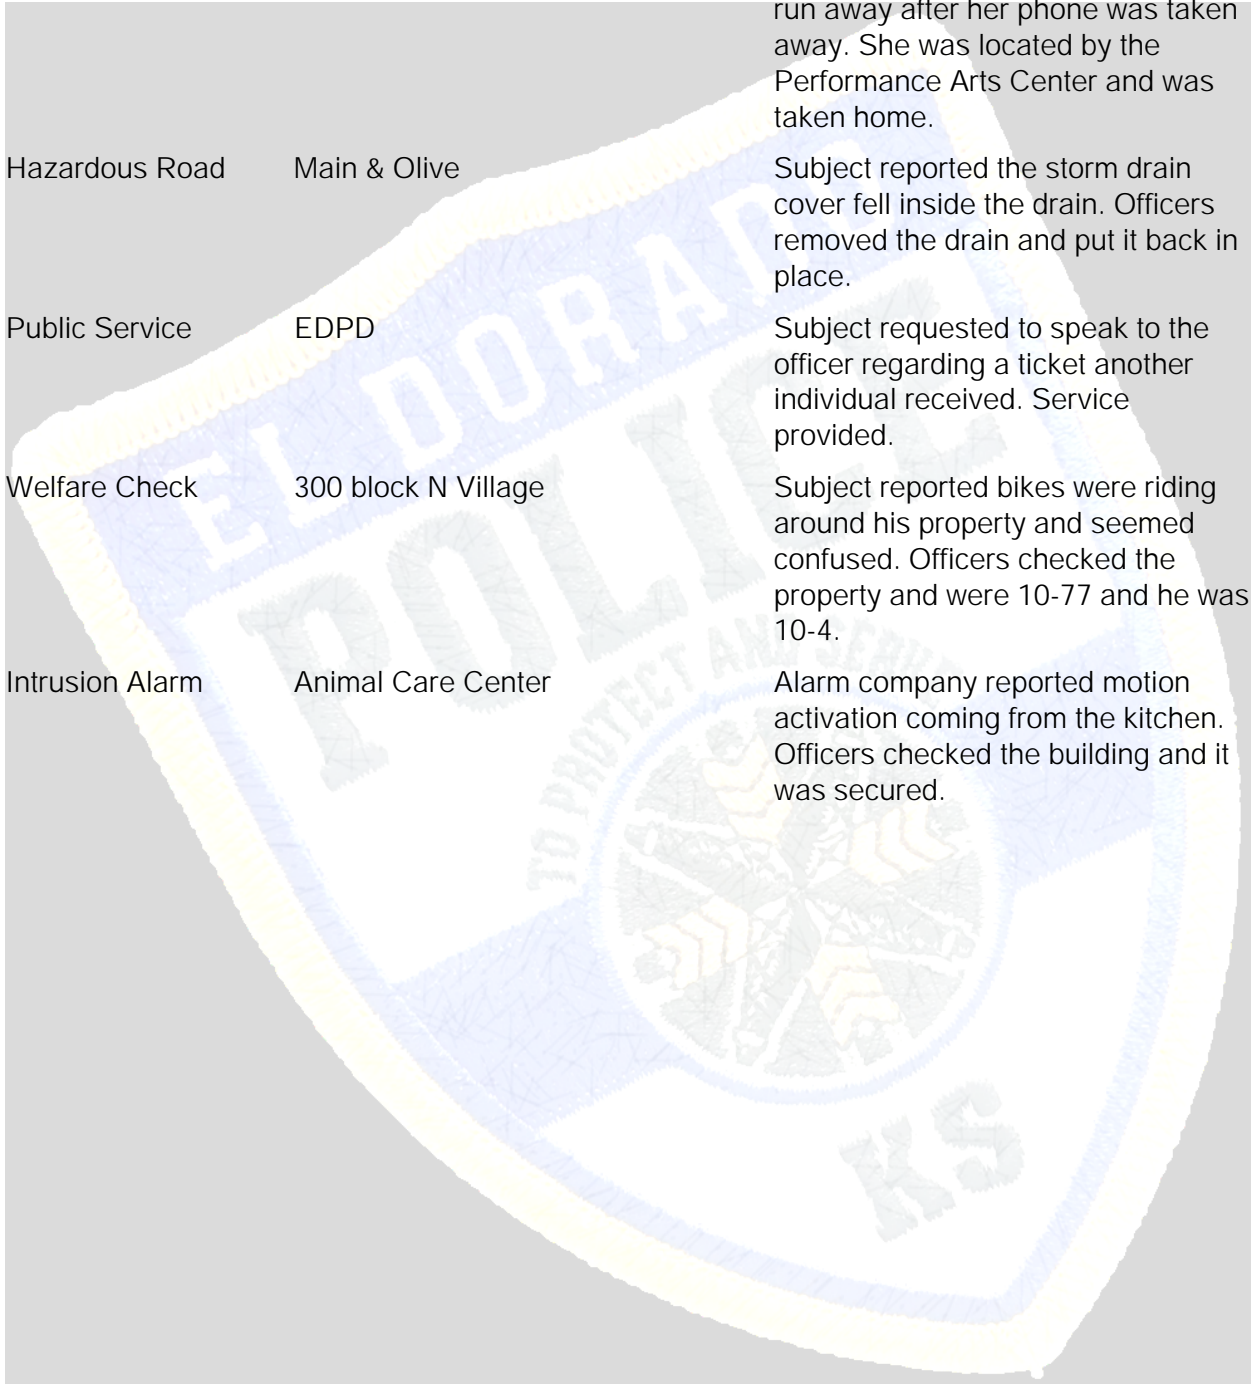 run away after her phone was taken
away. She was located by the
Performance Arts Center and was
taken home.
Hazardous Road Main & Olive Subject reported the storm drain
cover fell inside the drain. Officers
removed the drain and put it back in
place.
Public Service EDPD Subject requested to speak to the
officer regarding a ticket another
individual received. Service
provided.
Welfare Check 300 block N Village Subject reported bikes were riding
around his property and seemed
confused. Officers checked the
property and were 10-77 and he was
10-4.
Intrusion Alarm Animal Care Center Alarm company reported motion
activation coming from the kitchen.
Officers checked the building and it
was secured.
EL DORADO
POLICE
TO PROTECT AND SERVE
KS